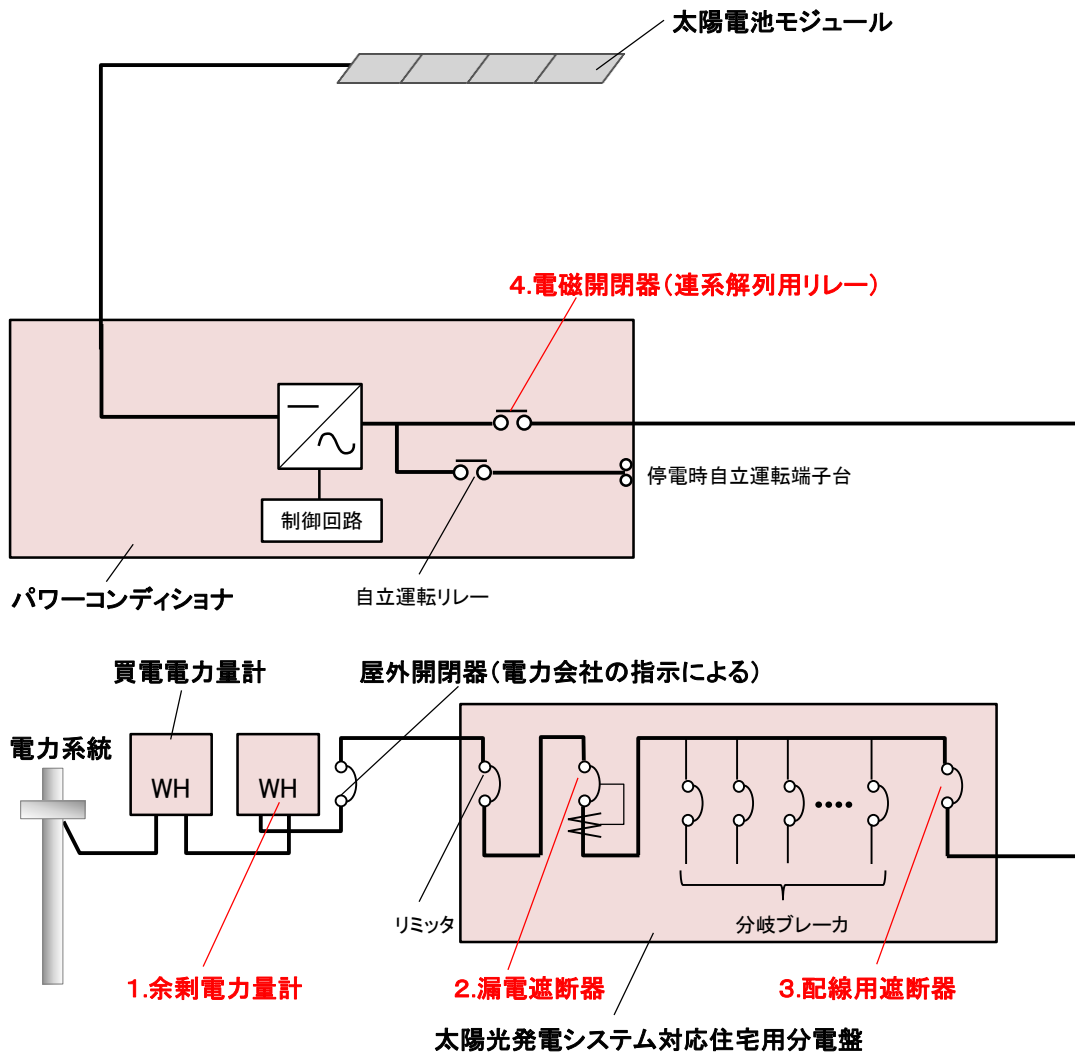 太陽電池モジュール
4.電磁開閉器(連系解列用リレー)
停電時自立運転端子台
制御回路
パワーコンディショナ
自立運転リレー
買電電力量計
屋外開閉器(電力会社の指示による)
電力系統
WH
WH
リミッタ
分岐ブレーカ
1.余剰電力量計
2.漏電遮断器
3.配線用遮断器
太陽光発電システム対応住宅用分電盤